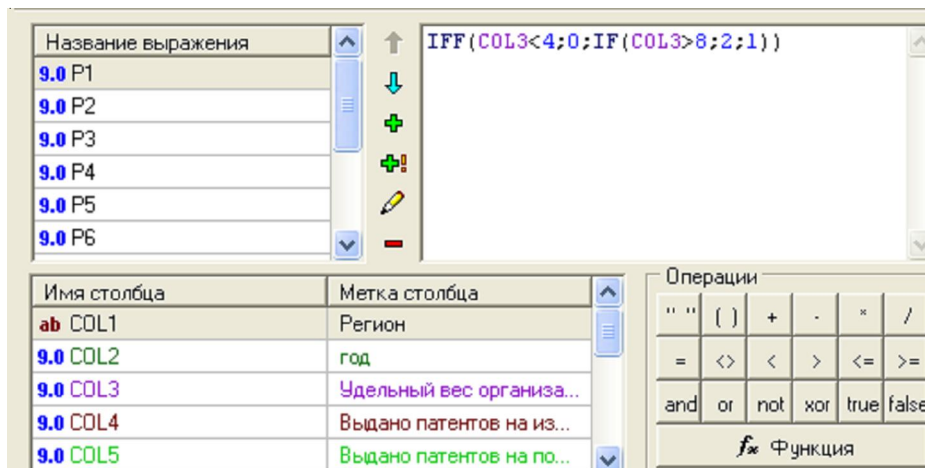 Название выражения
9.0 P1
9.0 P2
9.0 P3
9.0 P4
9.0 P5
9.0 P6
IFF(COL3<4;0;IF(COL3>8;2;1))
Имя столбца Метка столбца
ab COL1 Регион
9.0 COL2 год
9.0 COL3 Удельный вес организа...
9.0 COL4 Выдано патентов на из...
9.0 COL5 Выдано патентов на по...
Операции
" " ( ) + - * /
= <> < > <= >=
and or not xor true false
fx Функция